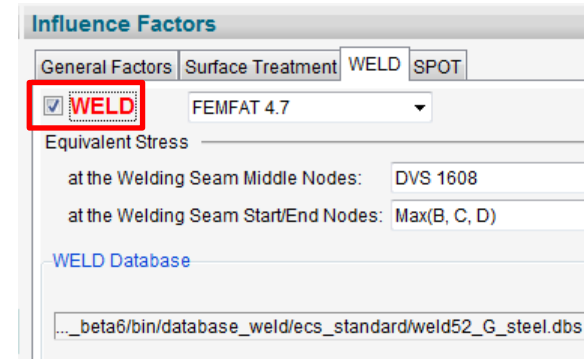 Influence Factors
General Factors Surface Treatment WELD SPOT
WELD FEMFAT 4.7
Equivalent Stress
at the Welding Seam Middle Nodes: DVS 1608
at the Welding Seam Start/End Nodes: Max(B, C, D)
WELD Database
..._beta6/bin/database_weld/ecs_standard/weld52_G_steel.dbs